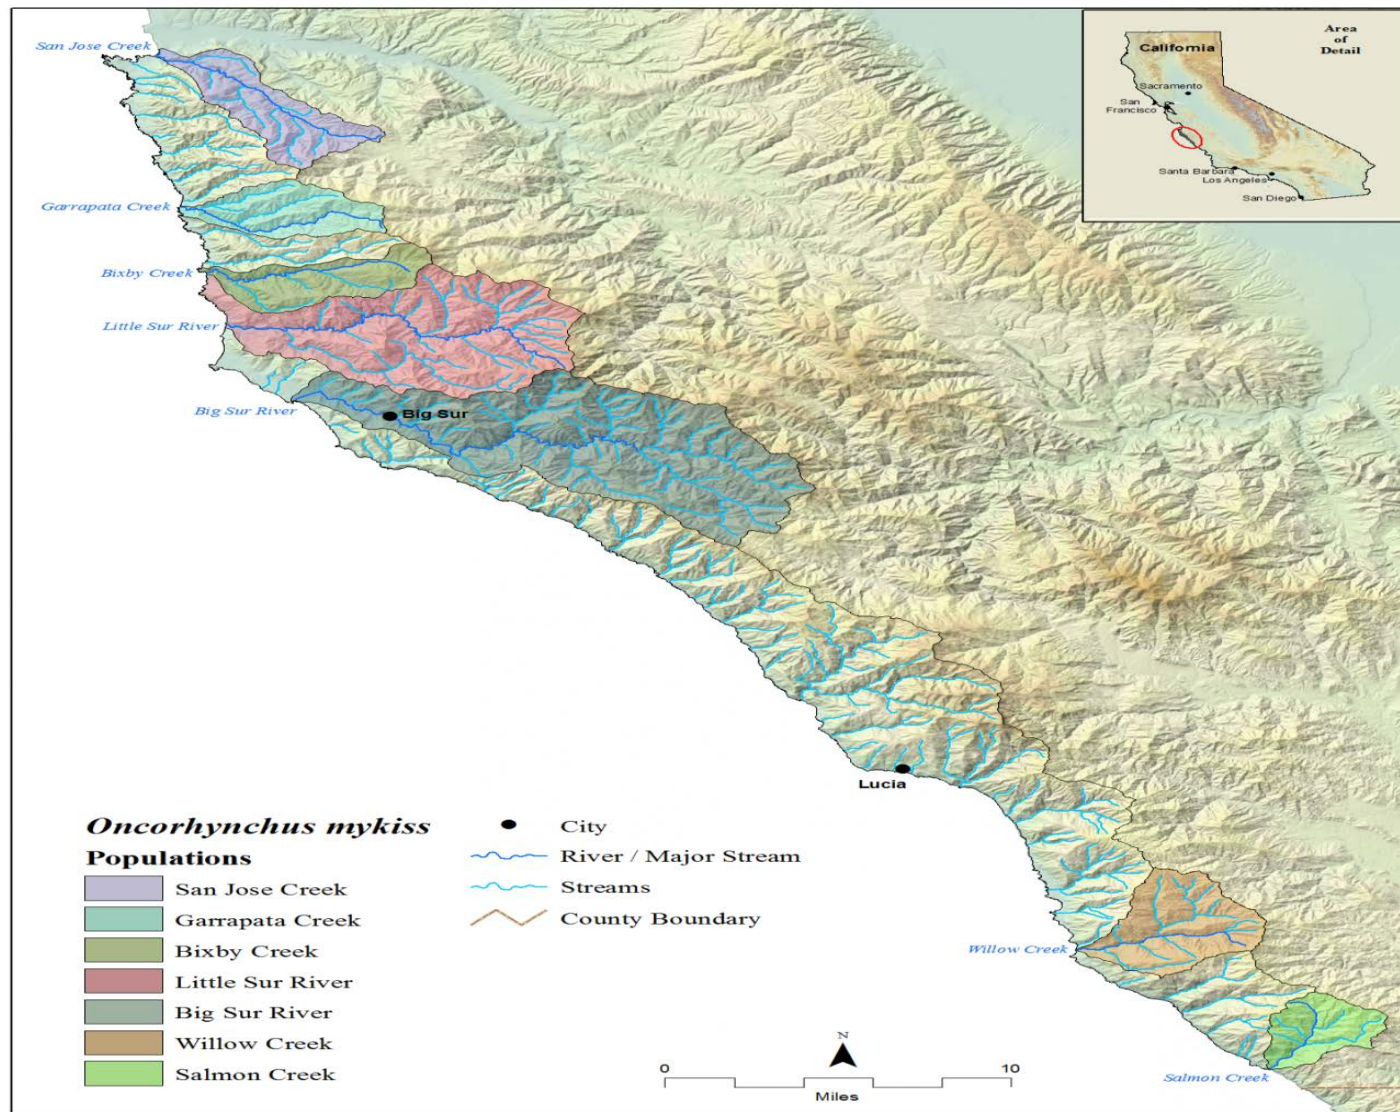 San Jose Creek
Garrapata Creek
Bixby Creek
Little Sur River
Big Sur River
Big Sur
Lucia
Willow Creek
Salmon Creek
Area
of
Detail
California
Sacramento
San
Francisco
Santa Barbara
Los Angeles
San Diego
Oncorhynchus mykiss
Populations
San Jose Creek
Garrapata Creek
Bixby Creek
Little Sur River
Big Sur River
Willow Creek
Salmon Creek
City
River / Major Stream
Streams
County Boundary
N
0 10
Miles